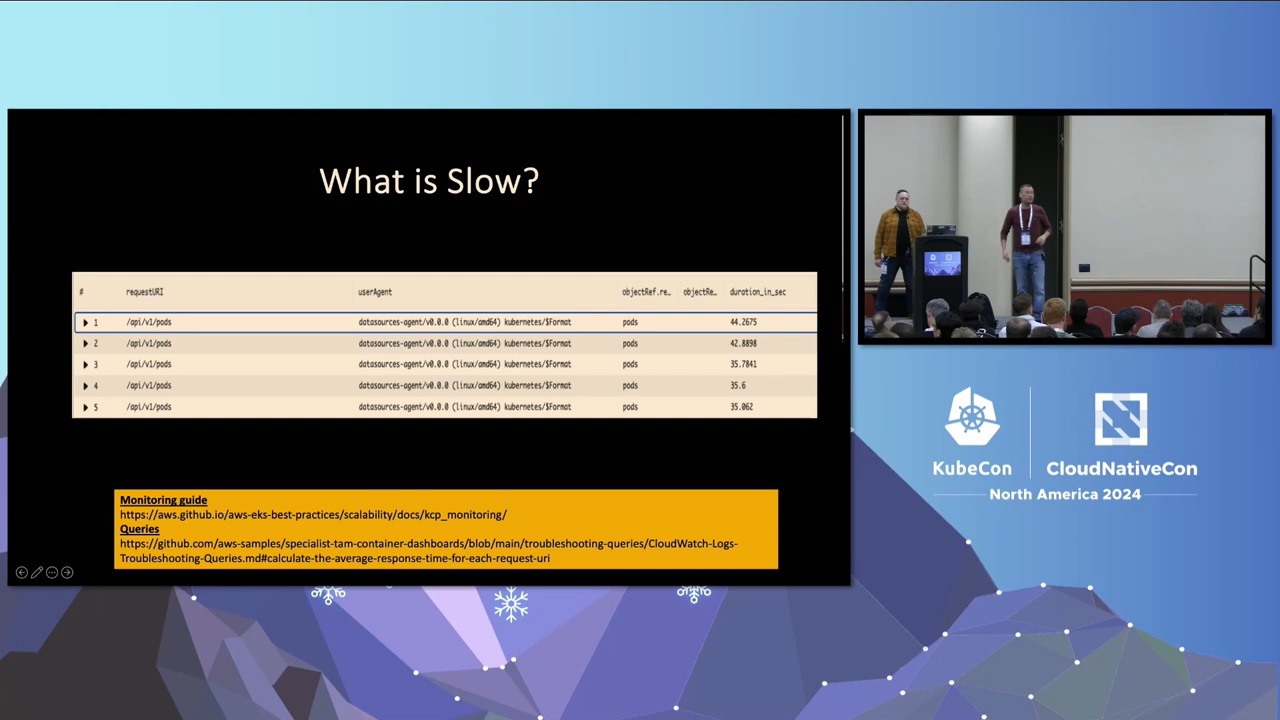 What is Slow?
# requestURI userAgent objectRef.re… objectRe… duration_in_sec
1 /api/v1/pods datasources-agent/v0.0.0 (linux/amd64) kubernetes/$Format pods 44.2675
2 /api/v1/pods datasources-agent/v0.0.0 (linux/amd64) kubernetes/$Format pods 42.8898
3 /api/v1/pods datasources-agent/v0.0.0 (linux/amd64) kubernetes/$Format pods 35.7841
4 /api/v1/pods datasources-agent/v0.0.0 (linux/amd64) kubernetes/$Format pods 35.6
5 /api/v1/pods datasources-agent/v0.0.0 (linux/amd64) kubernetes/$Format pods 35.062
Monitoring guide
https://aws.github.io/aws-eks-best-practices/scalability/docs/kcp_monitoring/
Queries
https://github.com/aws-samples/specialist-tam-container-dashboards/blob/main/troubleshooting-queries/CloudWatch-Logs-
Troubleshooting-Queries.md#calculate-the-average-response-time-for-each-request-uri
KubeCon CloudNativeCon
North America 2024